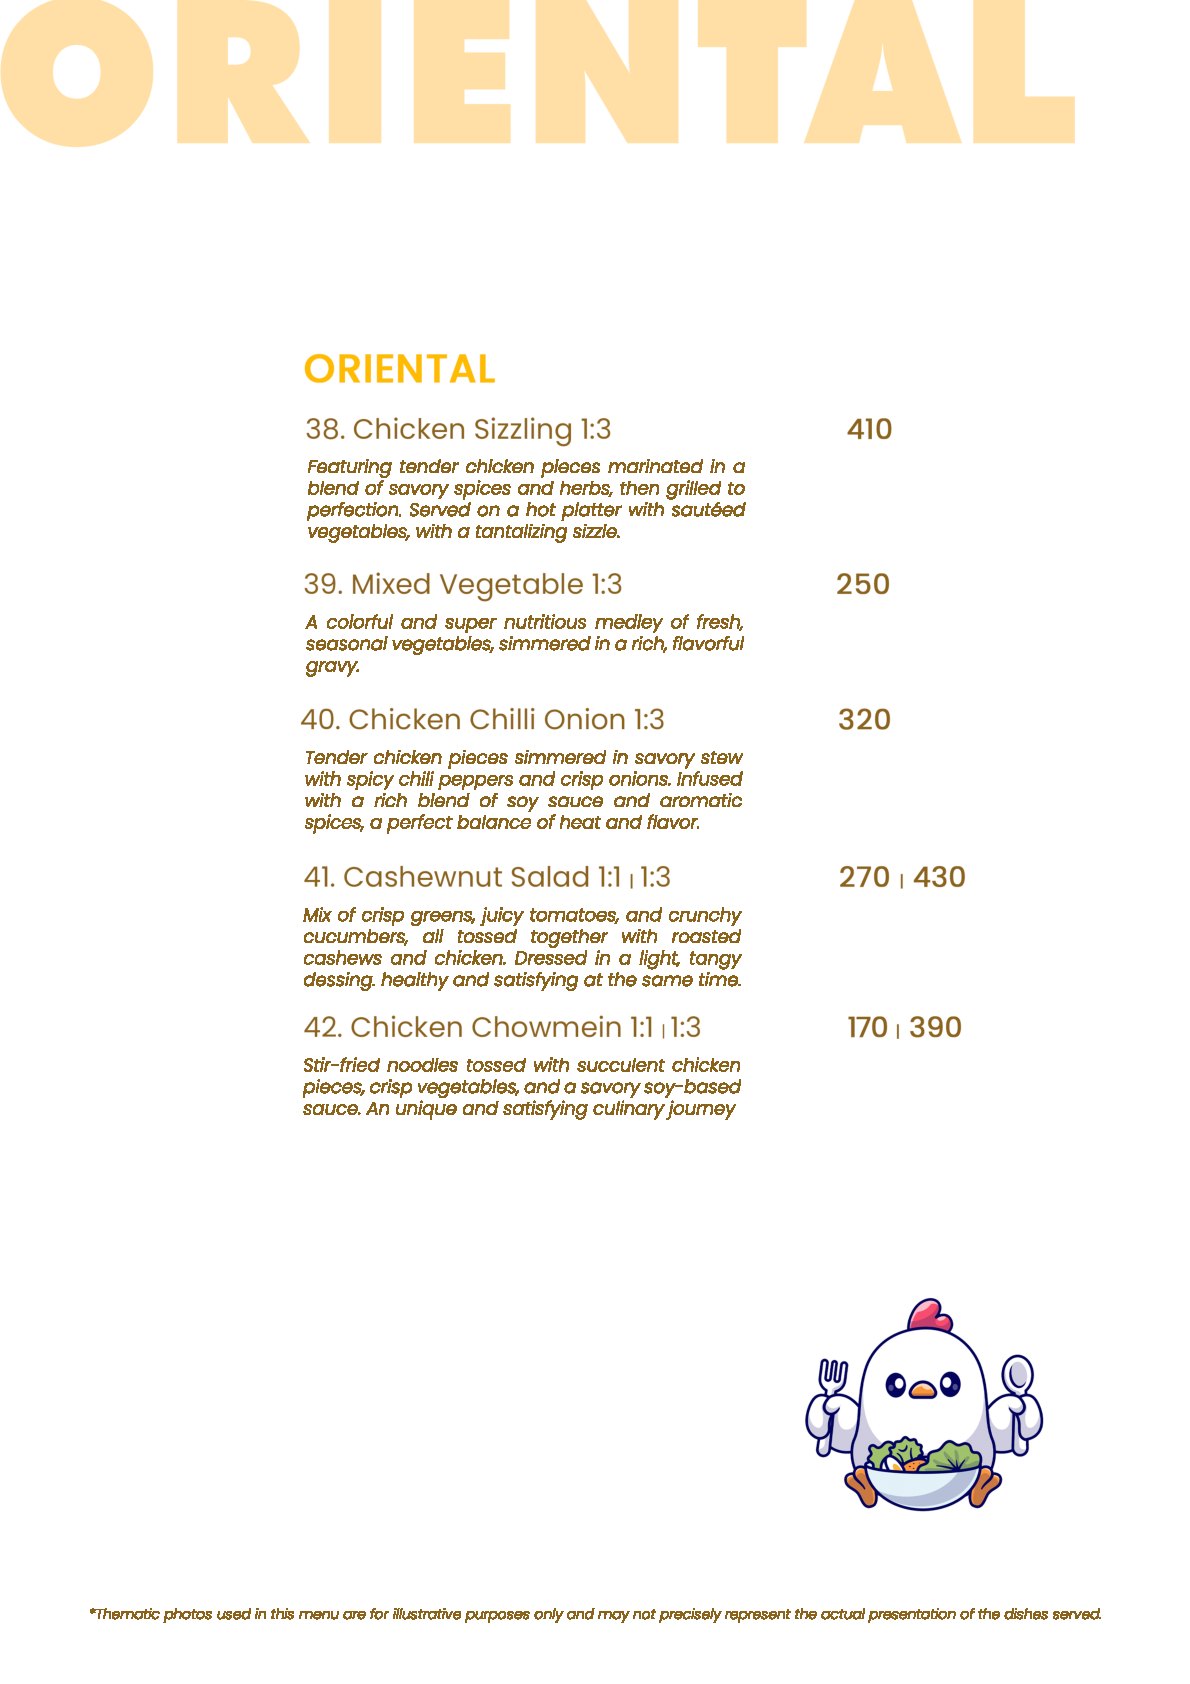 ORIENTAL
ORIENTAL
38. Chicken Sizzling 1:3 410
Featuring tender chicken pieces marinated in a
blend of savory spices and herbs, then grilled to
perfection. Served on a hot platter with sautéed
vegetables, with a tantalizing sizzle.
39. Mixed Vegetable 1:3 250
A colorful and super nutritious medley of fresh,
seasonal vegetables, simmered in a rich, flavorful
gravy.
40. Chicken Chilli Onion 1:3 320
Tender chicken pieces simmered in savory stew
with spicy chili peppers and crisp onions. Infused
with a rich blend of soy sauce and aromatic
spices, a perfect balance of heat and flavor.
41. Cashewnut Salad 1:1 | 1:3 270 | 430
Mix of crisp greens, juicy tomatoes, and crunchy
cucumbers, all tossed together with roasted
cashews and chicken. Dressed in a light, tangy
dessing. healthy and satisfying at the same time.
42. Chicken Chowmein 1:1 | 1:3 170 | 390
Stir-fried noodles tossed with succulent chicken
pieces, crisp vegetables, and a savory soy-based
sauce. An unique and satisfying culinary journey
*Thematic photos used in this menu are for illustrative purposes only and may not precisely represent the actual presentation of the dishes served.